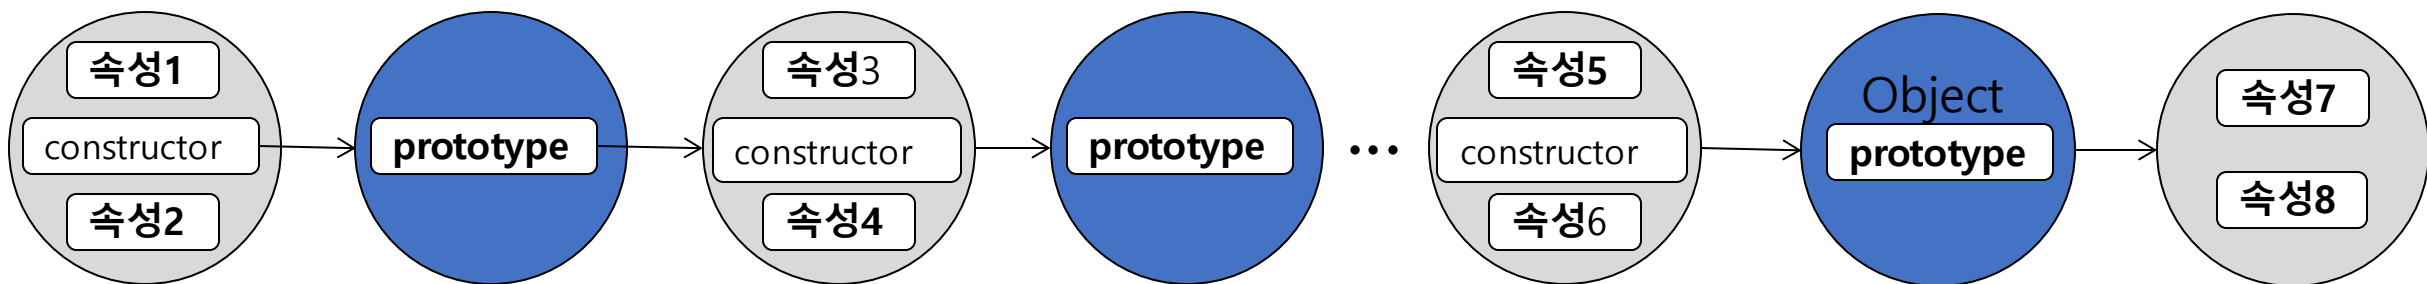 속성1
constructor
속성2
prototype
속성3
constructor
속성4
prototype
...
속성5
constructor
속성6
Object
prototype
속성7
속성8